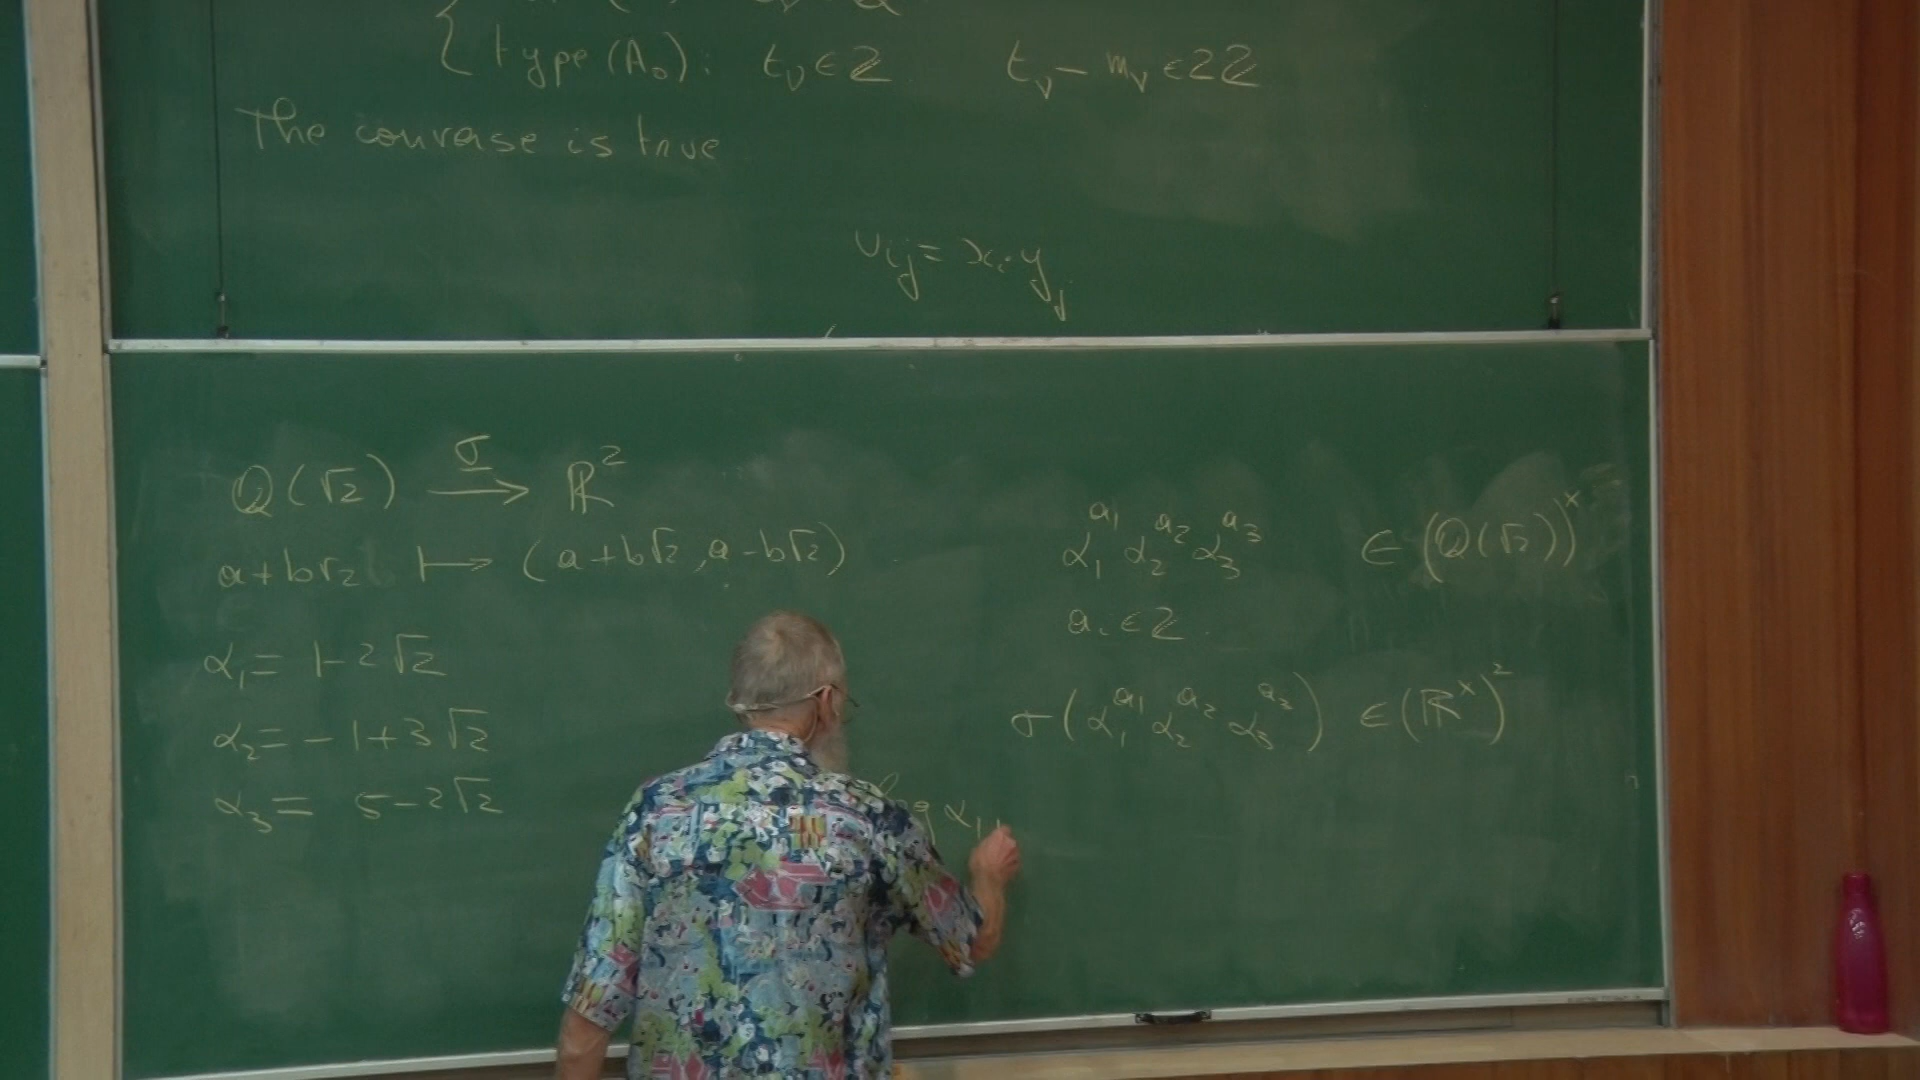 type (A₀): t_v ∈ ℤ t_v − m_v ∈ 2ℤ
The converse is true
u_{ij} = x_i y_j
ℚ(√2) —σ→ ℝ²
a+b√2 ↦ (a+b√2, a-b√2)
α₁ = 1-2√2
α₂ = -1+3√2
α₃ = 5-2√2
α₁^{a₁} α₂^{a₂} α₃^{a₃} ∈ (ℚ(√2))^×
a_i ∈ ℤ.
σ(α₁^{a₁} α₂^{a₂} α₃^{a₃}) ∈ (ℝ^×)²
log α₁